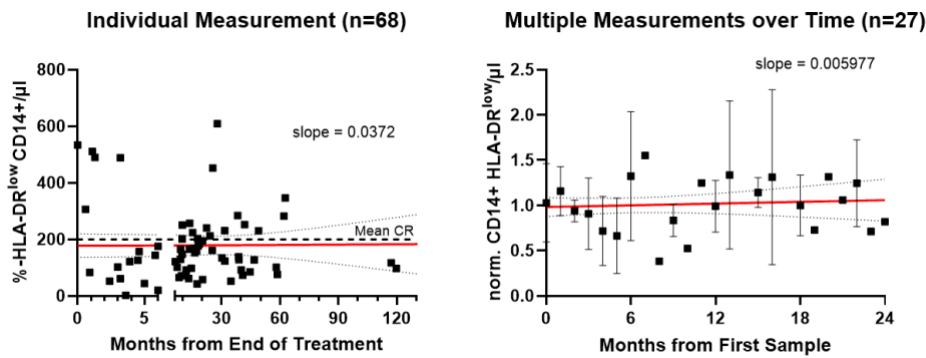 Individual Measurement (n=68)
%-HLA-DRlowCD14+/µl
800
600
400
200
0
slope = 0.0372
Mean CR
0 5 30 60 90 120
Months from End of Treatment
Multiple Measurements over Time (n=27)
norm. CD14+ HLA-DRlow/µl
2.5
2.0
1.5
1.0
0.5
0.0
slope = 0.005977
0 6 12 18 24
Months from First Sample